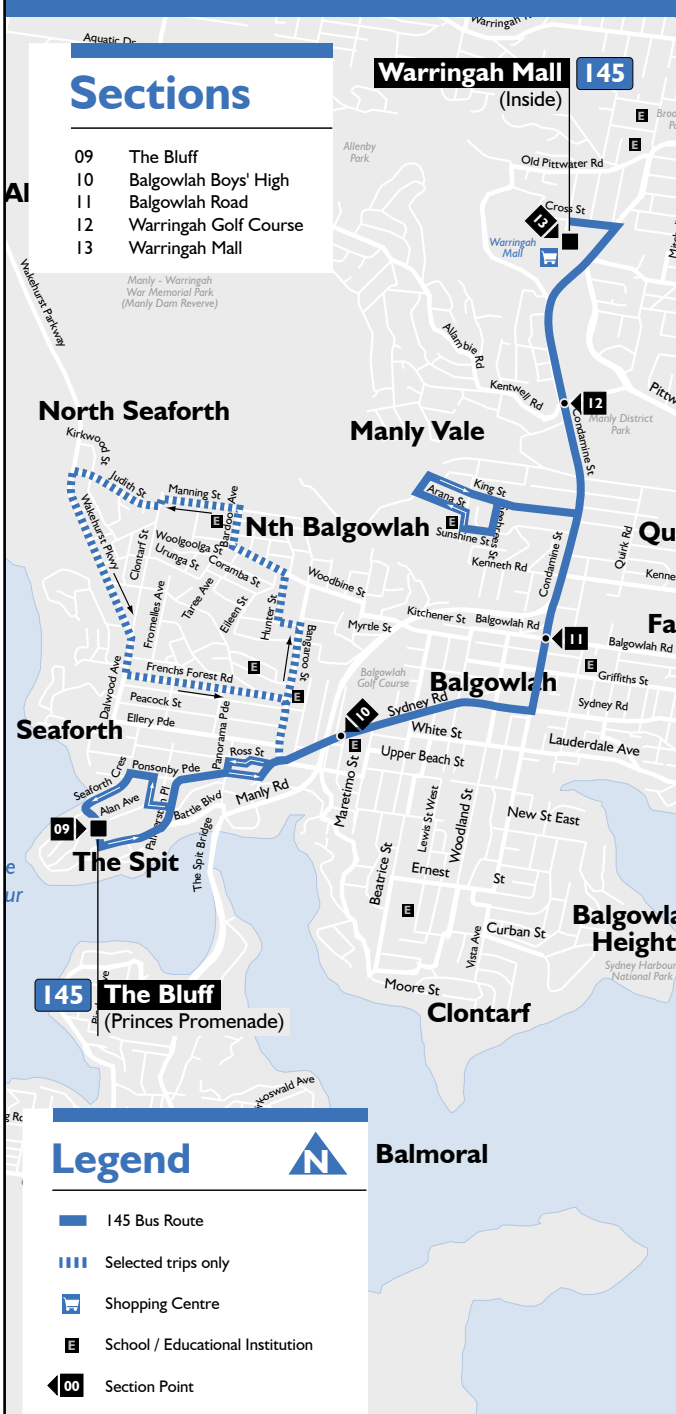 Warringah
Aquatic Dr
Sections
09 The Bluff
10 Balgowlah Boys' High
11 Balgowlah Road
12 Warringah Golf Course
13 Warringah Mall
Warringah Mall 145
(Inside)
E
E
Allenby
Park
Old Pittwater Rd
Cross St
13
Warringah
Mall
Wakehurst Parkway
Manly - Warringah
War Memorial Park
(Manly Dam Reverve)
Allambie Rd
Kentwell Rd
12
Condamine St
Manly District
Park
North Seaforth
Manly Vale
Kirkwood St
Judith St
Manning St
Bardoo Ave
King St
Arana St
E
Nth Balgowlah
E
Sunshine St
Kenneth Rd
Wakehurst Pkwy
Clontarf St
Woolgoolga St
Urunga St
Coramba St
Woodbine St
Condamine St
Quirk Rd
Fromelles Ave
Taree Ave
Eileen St
Hunter St
Bangaroo St
Kitchener St
Balgowlah Rd
Myrtle St
11
Balgowlah Rd
Frenchs Forest Rd
E
E
Balgowlah
Golf Course
Balgowlah
E
Griffiths St
Dalwood Ave
Peacock St
Ellery Pde
Panorama Pde
10
Sydney Rd
Sydney Rd
Seaforth
White St
Lauderdale Ave
Ross St
E
Upper Beach St
Seaforth Cres
Ponsonby Pde
Manly Rd
Maretimo St
Alan Ave
Battle Blvd
Lewis St West
Woodland St
New St East
09
The Spit
The Spit Bridge
Beatrice St
Ernest St
E
Vista Ave
Curban St
Sydney Harbour
National Park
Moore St
Clontarf
145 The Bluff
(Princes Promenade)
Legend
N
Balmoral
145 Bus Route
Selected trips only
Shopping Centre
E School / Educational Institution
00 Section Point